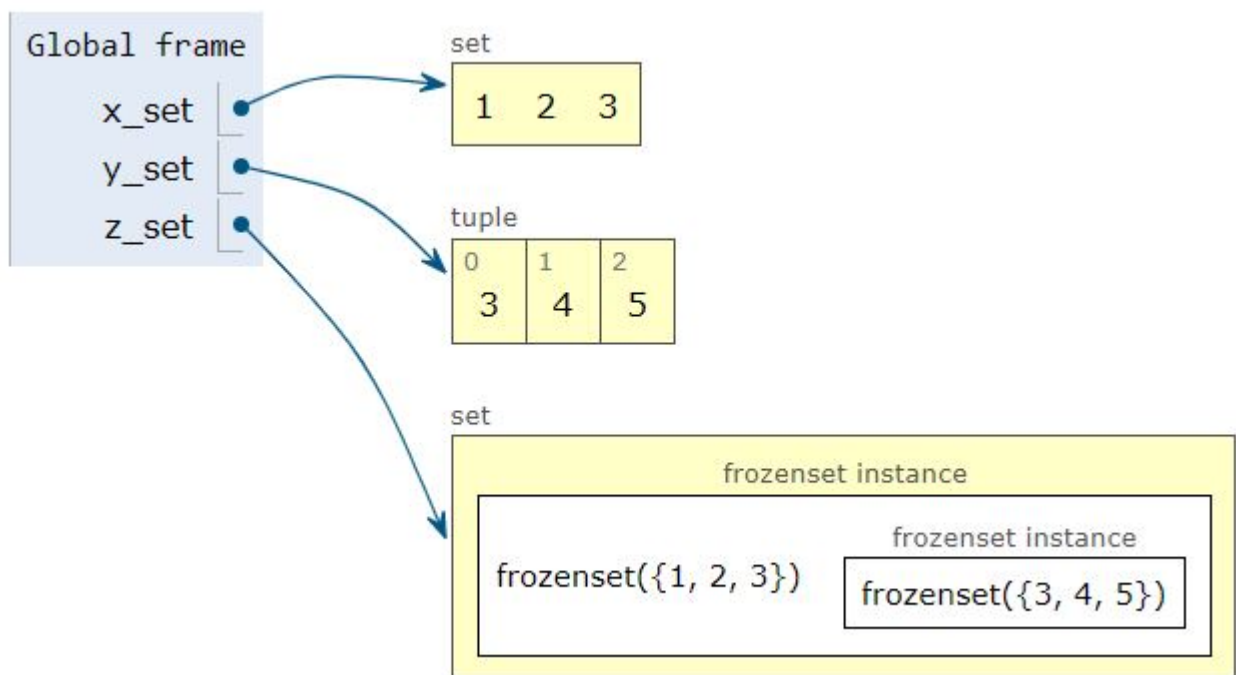 Global frame
x_set
y_set
z_set
set
1 2 3
tuple
0 1 2
3 4 5
set
frozenset instance
frozenset instance
frozenset({1, 2, 3})
frozenset({3, 4, 5})